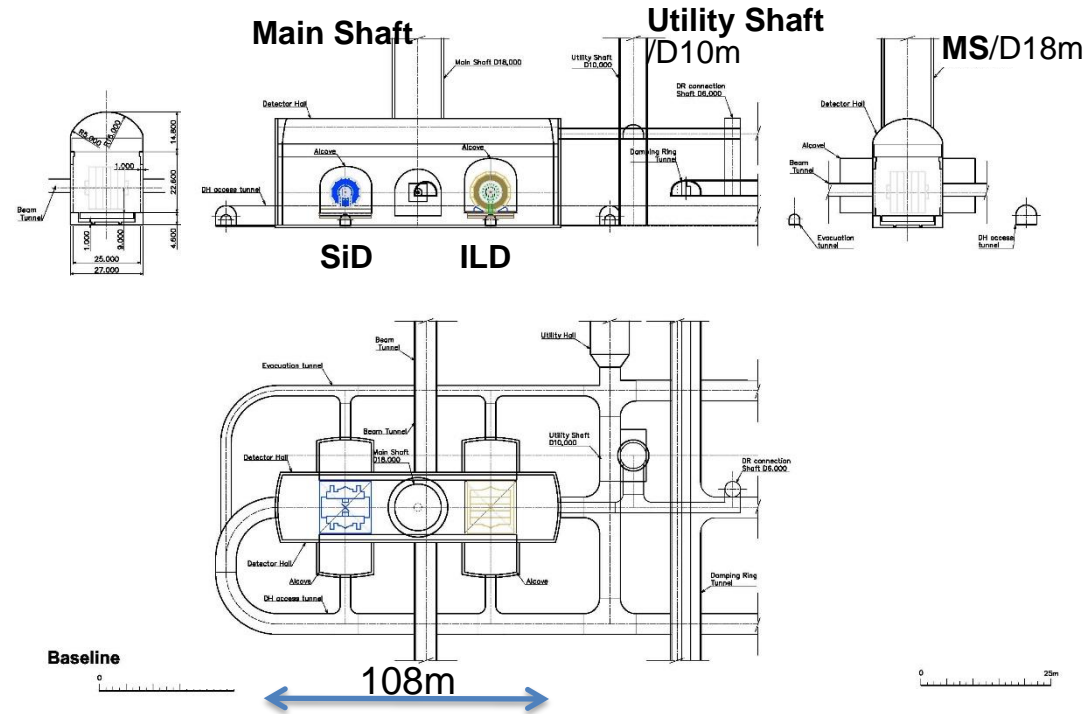 Main Shaft
Utility Shaft
/D10m
MS/D18m
Main Shaft D18,000
Utility Shaft
D10,000
DR connection
Shaft D6,000
Detector Hall
Detector Hall
Alcove
Alcove
Alcovel
Damping Ring
Tunnel
Beam
Tunnel
R5,000
R15,000
14.800
1.000
22.600
4.600
1.000
9.000
25.000
27.000
Beam
Tunnel
DH access tunnel
Evacuation
tunnel
DH access
tunnel
SiD
ILD
Beam
Tunnel
Utility Hall
Evacuation tunnel
Beam Tunnel
Main Shaft
D18,000
Utility Shaft
D10,000
Detector Hall
DR connection
Shaft D6,000
Detector Hall
Alcove
Alcove
Damping Ring
Tunnel
DH access tunnel
Baseline
0
108m
0
25m